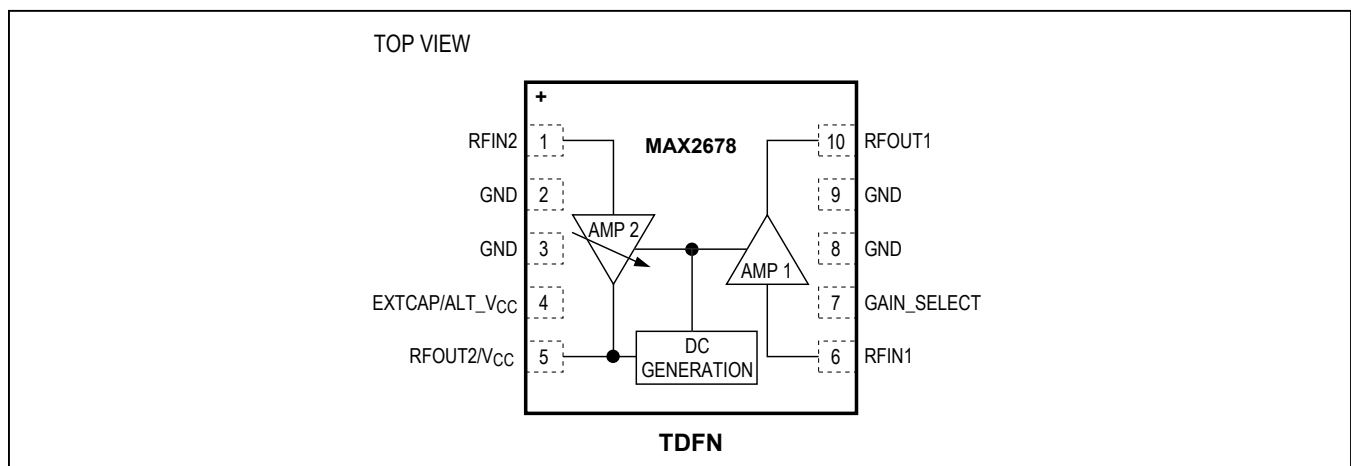 TOP VIEW
+
RFIN2 1 MAX2678 10 RFOUT1
GND 2 9 GND
AMP 2
GND 3 8 GND
AMP 1
EXTCAP/ALT_VCC 4 7 GAIN_SELECT
RFOUT2/VCC 5 DC 6 RFIN1
GENERATION
TDFN